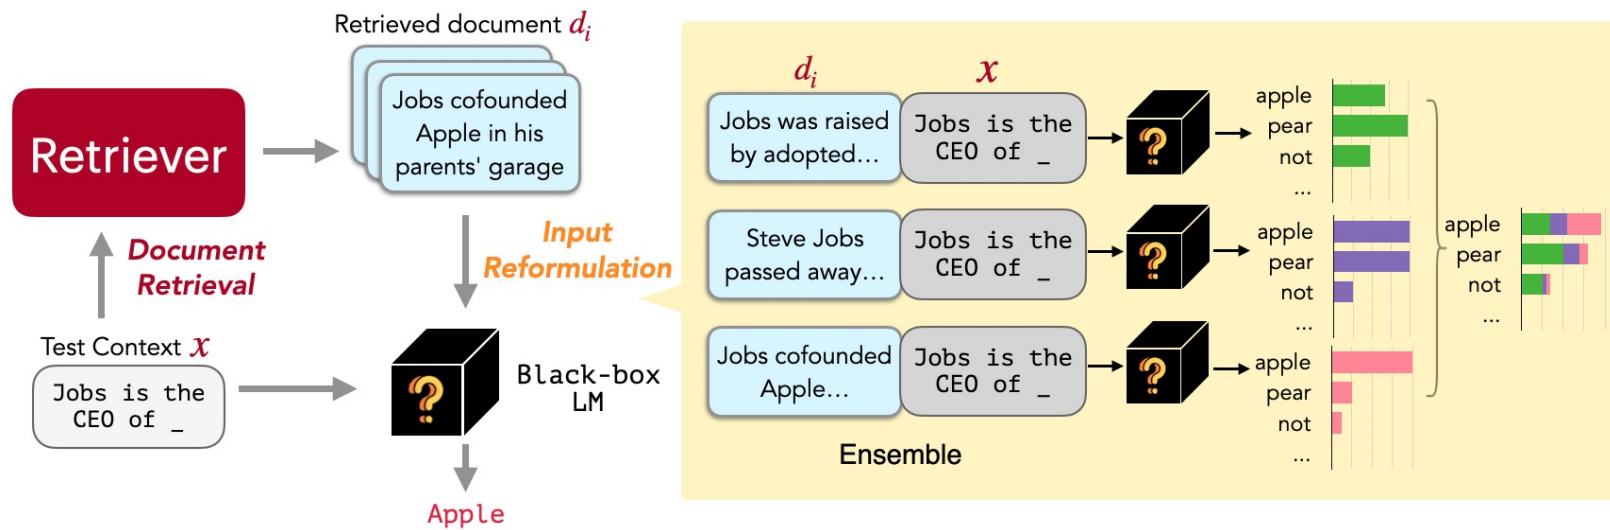 Retrieved document d_i
Retriever
Jobs cofounded
Apple in his
parents' garage
Document
Retrieval
Input
Reformulation
Test Context x
Jobs is the
CEO of _
?
Black-box
LM
Apple
d_i
x
Jobs was raised
by adopted...
Jobs is the
CEO of _
?
apple
pear
not
...
Steve Jobs
passed away...
Jobs is the
CEO of _
?
apple
pear
not
...
Jobs cofounded
Apple...
Jobs is the
CEO of _
?
apple
pear
not
...
apple
pear
not
...
Ensemble